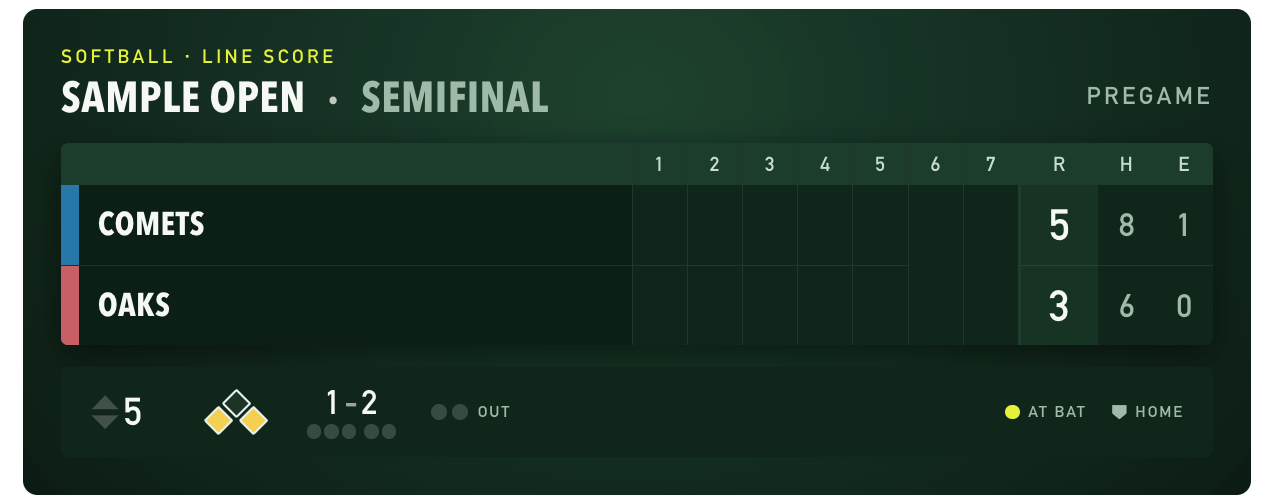 SOFTBALL · LINE SCORE
SAMPLE OPEN · SEMIFINAL
PREGAME
1 2 3 4 5 6 7 R H E
COMETS 5 8 1
OAKS 3 6 0
5 1-2 OUT AT BAT HOME